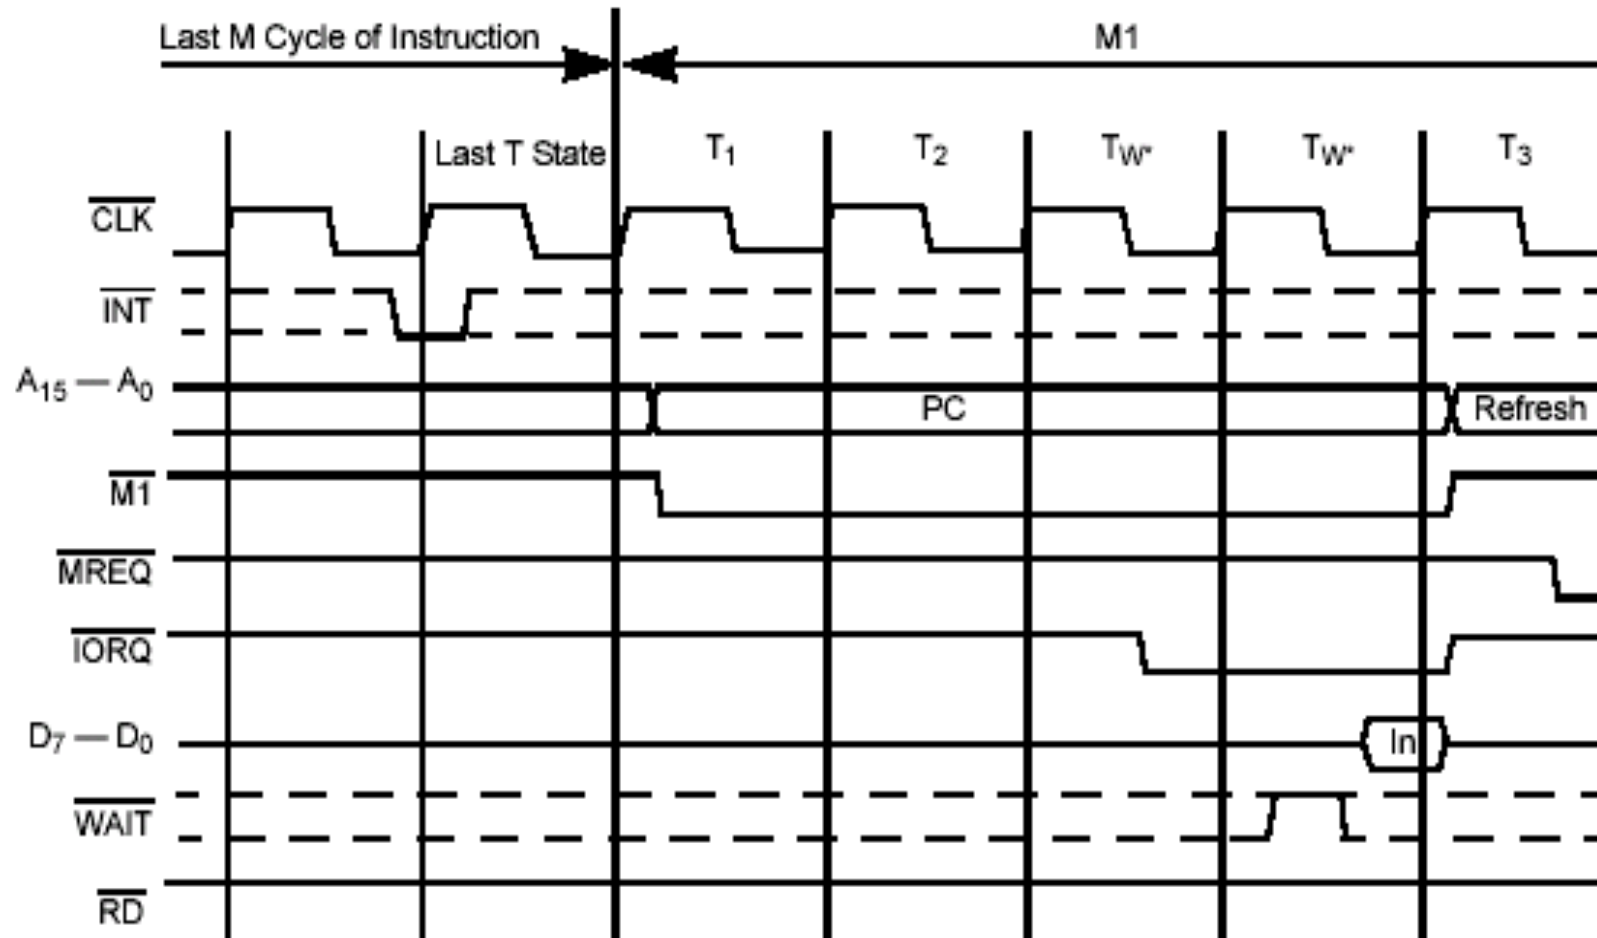 Last M Cycle of Instruction
M1
Last T State
T1
T2
TW*
TW*
T3
CLK
INT
A15 — A0
PC
Refresh
M1
MREQ
IORQ
D7 — D0
In
WAIT
RD